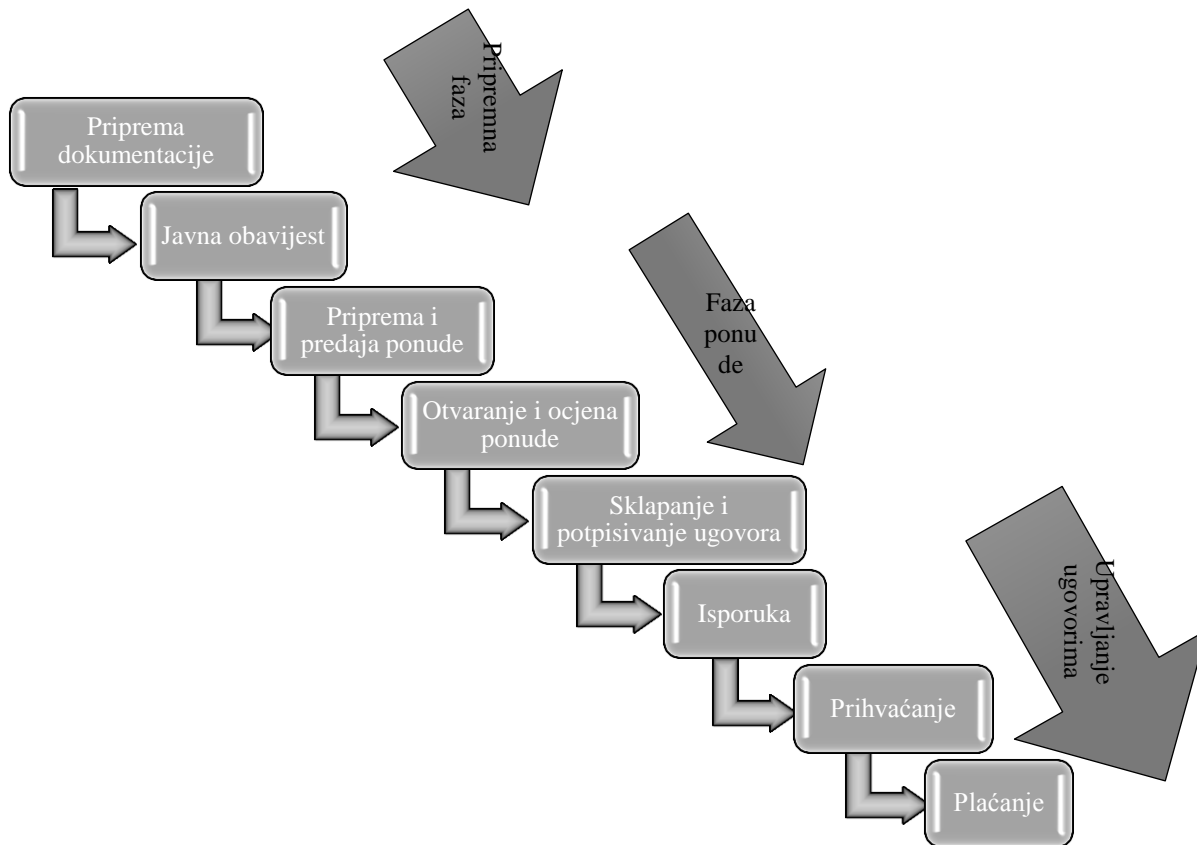 Pripremna
faza
Priprema
dokumentacije
Javna obavijest
Priprema i
predaja ponude
Faza
ponu
de
Otvaranje i ocjena
ponude
Sklapanje i
potpisivanje ugovora
Upravljanje
ugovorima
Isporuka
Prihvaćanje
Plaćanje